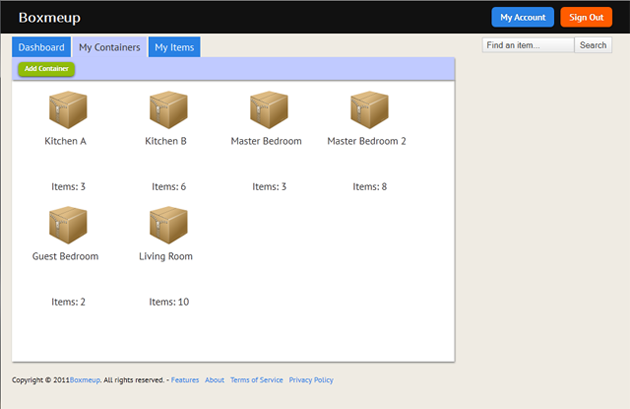 Boxmeup My Account Sign Out
Dashboard My Containers My Items Find an item... Search
Add Container
Kitchen A Kitchen B Master Bedroom Master Bedroom 2
Items: 3 Items: 6 Items: 3 Items: 8
Guest Bedroom Living Room
Items: 2 Items: 10
Copyright © 2011Boxmeup. All rights reserved. - Features About Terms of Service Privacy Policy